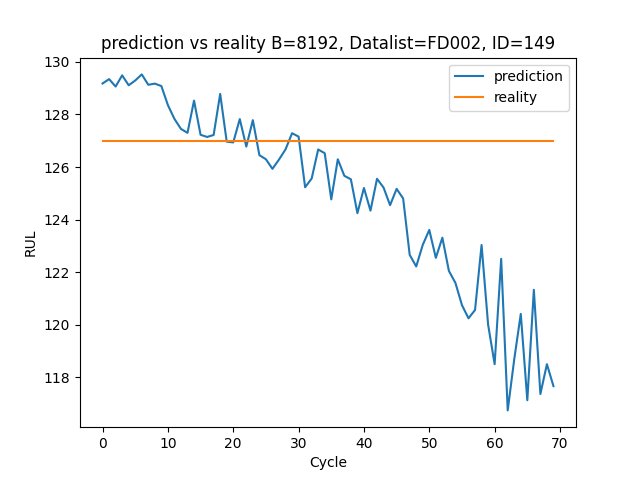 prediction vs reality B=8192, Datalist=FD002, ID=149
prediction
reality
RUL
130
128
126
124
122
120
118
0 10 20 30 40 50 60 70
Cycle